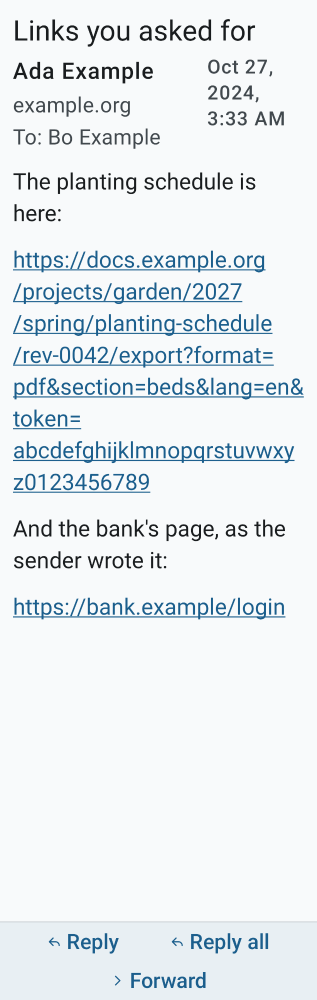 Links you asked for
Ada Example
Oct 27,
2024,
3:33 AM
example.org
To: Bo Example
The planting schedule is
here:
https://docs.example.org
/projects/garden/2027
/spring/planting-schedule
/rev-0042/export?format=
pdf&section=beds&lang=en&
token=
abcdefghijklmnopqrstuvwxy
z0123456789
And the bank's page, as the
sender wrote it:
https://bank.example/login
Reply
Reply all
Forward